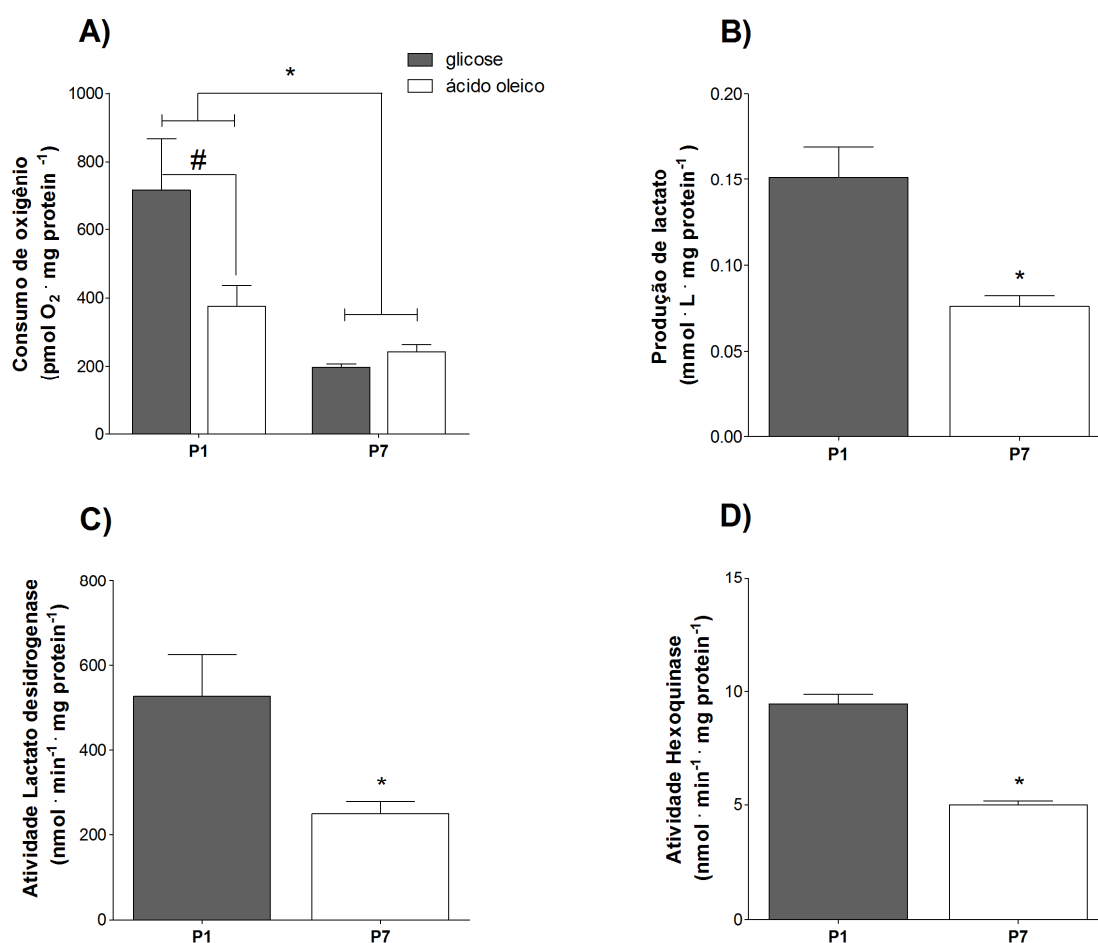 A)
glicose
ácido oleico
*
#
Consumo de oxigênio
(pmol O₂ · mg protein ⁻¹)
1000
800
600
400
200
0
P1 P7
B)
Produção de lactato
(mmol · L · mg protein⁻¹ )
0.20
0.15
0.10
0.05
0.00
*
P1 P7
C)
Atividade Lactato desidrogenase
(nmol · min⁻¹ · mg protein⁻¹)
800
600
400
200
0
*
P1 P7
D)
Atividade Hexoquinase
(nmol · min⁻¹ · mg protein⁻¹)
15
10
5
0
*
P1 P7